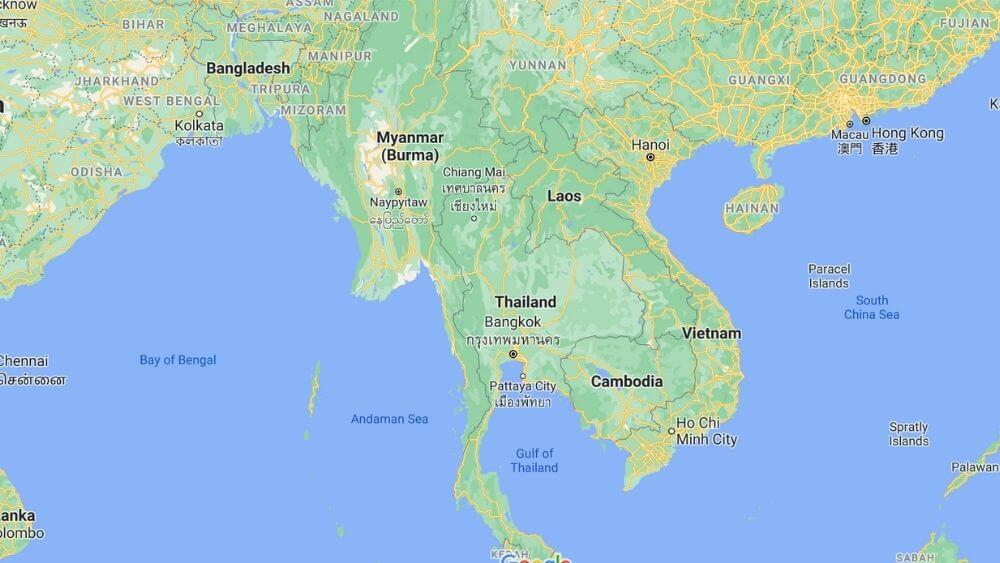 cknow
खनऊ
BIHAR
ASSAM
NAGALAND
MEGHALAYA
MANIPUR
Bangladesh
JHARKHAND
TRIPURA
WEST BENGAL
MIZORAM
Kolkata
কলকাতা
ODISHA
Myanmar
(Burma)
Naypyitaw
နေပြည်တော်
Chiang Mai
เทศบาลนคร
เชียงใหม่
YUNNAN
GUANGXI
GUANGDONG
FUJIAN
Macau
澳門
Hong Kong
香港
Hanoi
Laos
HAINAN
Paracel
Islands
South
China Sea
Thailand
Bangkok
กรุงเทพมหานคร
Pattaya City
เมืองพัทยา
Vietnam
Cambodia
Ho Chi
Minh City
Chennai
சென்னை
Bay of Bengal
Andaman Sea
Gulf of
Thailand
Spratly
Islands
Palawan
anka
olombo
KEDAH
Google
SABAH